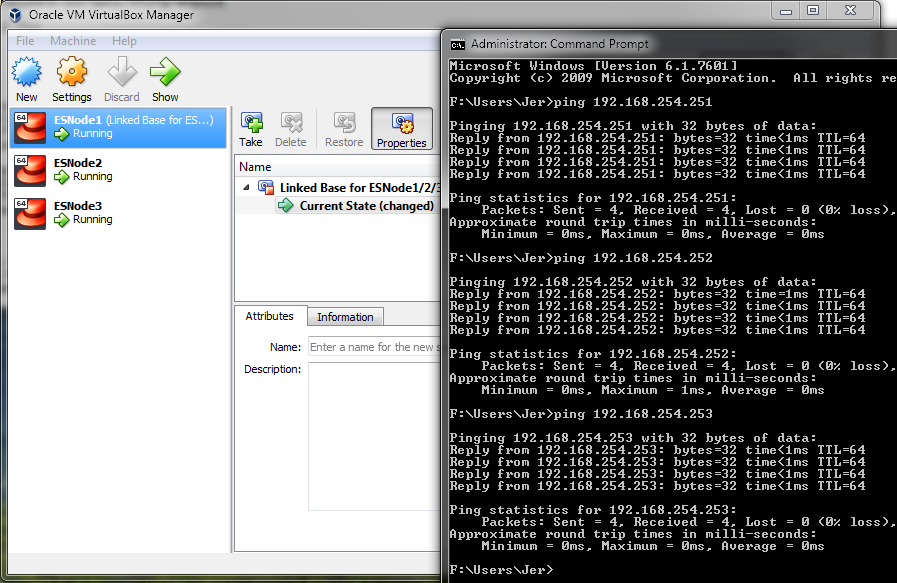 Oracle VM VirtualBox Manager
File Machine Help
New Settings Discard Show
64 ESNode1 (Linked Base for ES...)
Running
64 ESNode2
Running
64 ESNode3
Running
Take Delete Restore Properties
Name
Linked Base for ESNode1/2/3
Current State (changed)
Attributes Information
Name: Enter a name for the new s
Description:
C:\. Administrator: Command Prompt
Microsoft Windows [Version 6.1.7601]
Copyright (c) 2009 Microsoft Corporation.  All rights re
F:\Users\Jer>ping 192.168.254.251
Pinging 192.168.254.251 with 32 bytes of data:
Reply from 192.168.254.251: bytes=32 time<1ms TTL=64
Reply from 192.168.254.251: bytes=32 time<1ms TTL=64
Reply from 192.168.254.251: bytes=32 time<1ms TTL=64
Reply from 192.168.254.251: bytes=32 time<1ms TTL=64
Ping statistics for 192.168.254.251:
    Packets: Sent = 4, Received = 4, Lost = 0 (0% loss),
Approximate round trip times in milli-seconds:
    Minimum = 0ms, Maximum = 0ms, Average = 0ms
F:\Users\Jer>ping 192.168.254.252
Pinging 192.168.254.252 with 32 bytes of data:
Reply from 192.168.254.252: bytes=32 time=1ms TTL=64
Reply from 192.168.254.252: bytes=32 time<1ms TTL=64
Reply from 192.168.254.252: bytes=32 time<1ms TTL=64
Reply from 192.168.254.252: bytes=32 time<1ms TTL=64
Ping statistics for 192.168.254.252:
    Packets: Sent = 4, Received = 4, Lost = 0 (0% loss),
Approximate round trip times in milli-seconds:
    Minimum = 0ms, Maximum = 1ms, Average = 0ms
F:\Users\Jer>ping 192.168.254.253
Pinging 192.168.254.253 with 32 bytes of data:
Reply from 192.168.254.253: bytes=32 time<1ms TTL=64
Reply from 192.168.254.253: bytes=32 time<1ms TTL=64
Reply from 192.168.254.253: bytes=32 time<1ms TTL=64
Reply from 192.168.254.253: bytes=32 time<1ms TTL=64
Ping statistics for 192.168.254.253:
    Packets: Sent = 4, Received = 4, Lost = 0 (0% loss),
Approximate round trip times in milli-seconds:
    Minimum = 0ms, Maximum = 0ms, Average = 0ms
F:\Users\Jer>